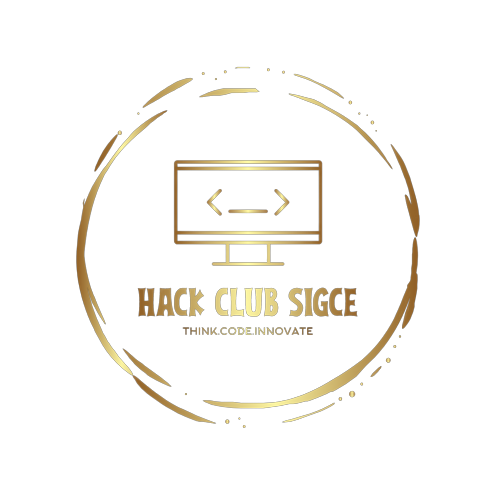 <_>
HACK CLUB SIGCE
THINK.CODE.INNOVATE